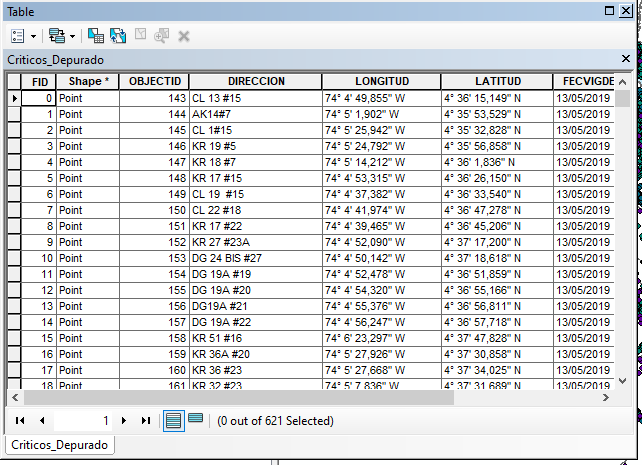 Table
Criticos_Depurado
FID Shape * OBJECTID DIRECCION LONGITUD LATITUD FECVIGDE
0 Point 143 CL 13 #15 74° 4' 49,855" W 4° 36' 15,149" N 13/05/2019
1 Point 144 AK14#7 74° 5' 1,902" W 4° 35' 53,529" N 13/05/2019
2 Point 145 CL 1#15 74° 5' 25,942" W 4° 35' 32,828" N 13/05/2019
3 Point 146 KR 19 #5 74° 5' 24,792" W 4° 35' 56,858" N 13/05/2019
4 Point 147 KR 18 #7 74° 5' 14,212" W 4° 36' 1,836" N 13/05/2019
5 Point 148 KR 17 #15 74° 4' 53,315" W 4° 36' 26,150" N 13/05/2019
6 Point 149 CL 19  #15 74° 4' 37,382" W 4° 36' 33,540" N 13/05/2019
7 Point 150 CL 22 #18 74° 4' 41,974" W 4° 36' 47,278" N 13/05/2019
8 Point 151 KR 17 #22 74° 4' 39,465" W 4° 36' 45,206" N 13/05/2019
9 Point 152 KR 27 #23A 74° 4' 52,090" W 4° 37' 17,200" N 13/05/2019
10 Point 153 DG 24 BIS #27 74° 4' 50,142" W 4° 37' 18,618" N 13/05/2019
11 Point 154 DG 19A #19 74° 4' 52,478" W 4° 36' 51,859" N 13/05/2019
12 Point 155 DG 19A #20 74° 4' 54,320" W 4° 36' 55,166" N 13/05/2019
13 Point 156 DG19A #21 74° 4' 55,376" W 4° 36' 56,811" N 13/05/2019
14 Point 157 DG 19A #22 74° 4' 56,247" W 4° 36' 57,718" N 13/05/2019
15 Point 158 KR 51 #16 74° 6' 23,297" W 4° 37' 47,828" N 13/05/2019
16 Point 159 KR 36A #20 74° 5' 27,926" W 4° 37' 30,858" N 13/05/2019
17 Point 160 KR 36 #23 74° 5' 27,668" W 4° 37' 34,025" N 13/05/2019
18 Point 161 KR 32 #23 74° 5' 7,836" W 4° 37' 31,689" N 13/05/2019
1 (0 out of 621 Selected)
Criticos_Depurado